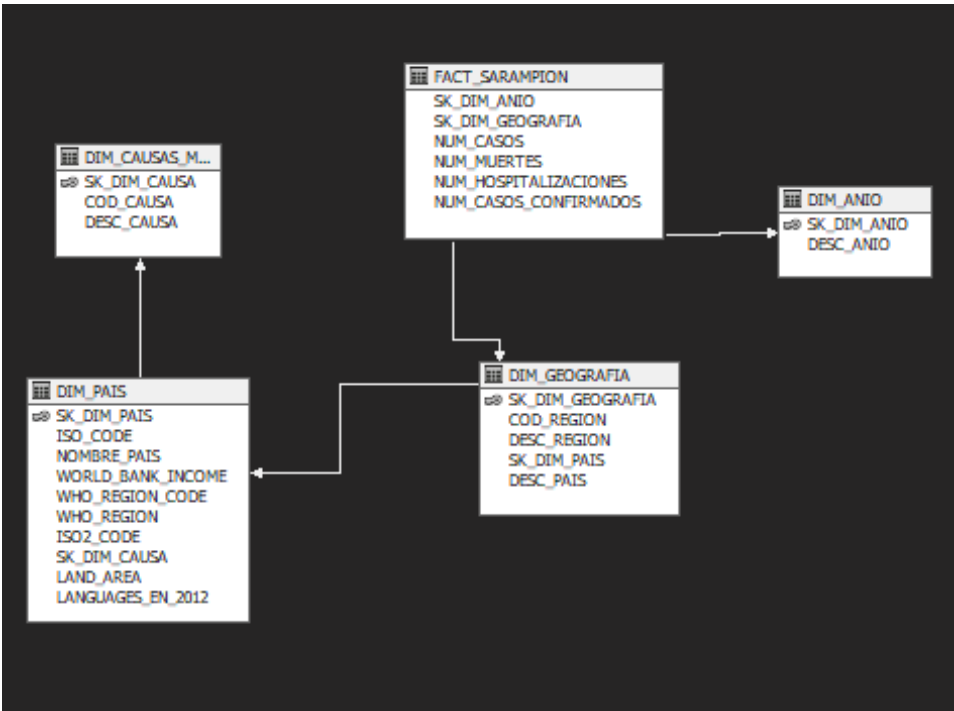 FACT_SARAMPION
SK_DIM_ANIO
SK_DIM_GEOGRAFIA
NUM_CASOS
NUM_MUERTES
NUM_HOSPITALIZACIONES
NUM_CASOS_CONFIRMADOS
DIM_CAUSAS_M...
SK_DIM_CAUSA
COD_CAUSA
DESC_CAUSA
DIM_ANIO
SK_DIM_ANIO
DESC_ANIO
DIM_GEOGRAFIA
SK_DIM_GEOGRAFIA
COD_REGION
DESC_REGION
SK_DIM_PAIS
DESC_PAIS
DIM_PAIS
SK_DIM_PAIS
ISO_CODE
NOMBRE_PAIS
WORLD_BANK_INCOME
WHO_REGION_CODE
WHO_REGION
ISO2_CODE
SK_DIM_CAUSA
LAND_AREA
LANGUAGES_EN_2012